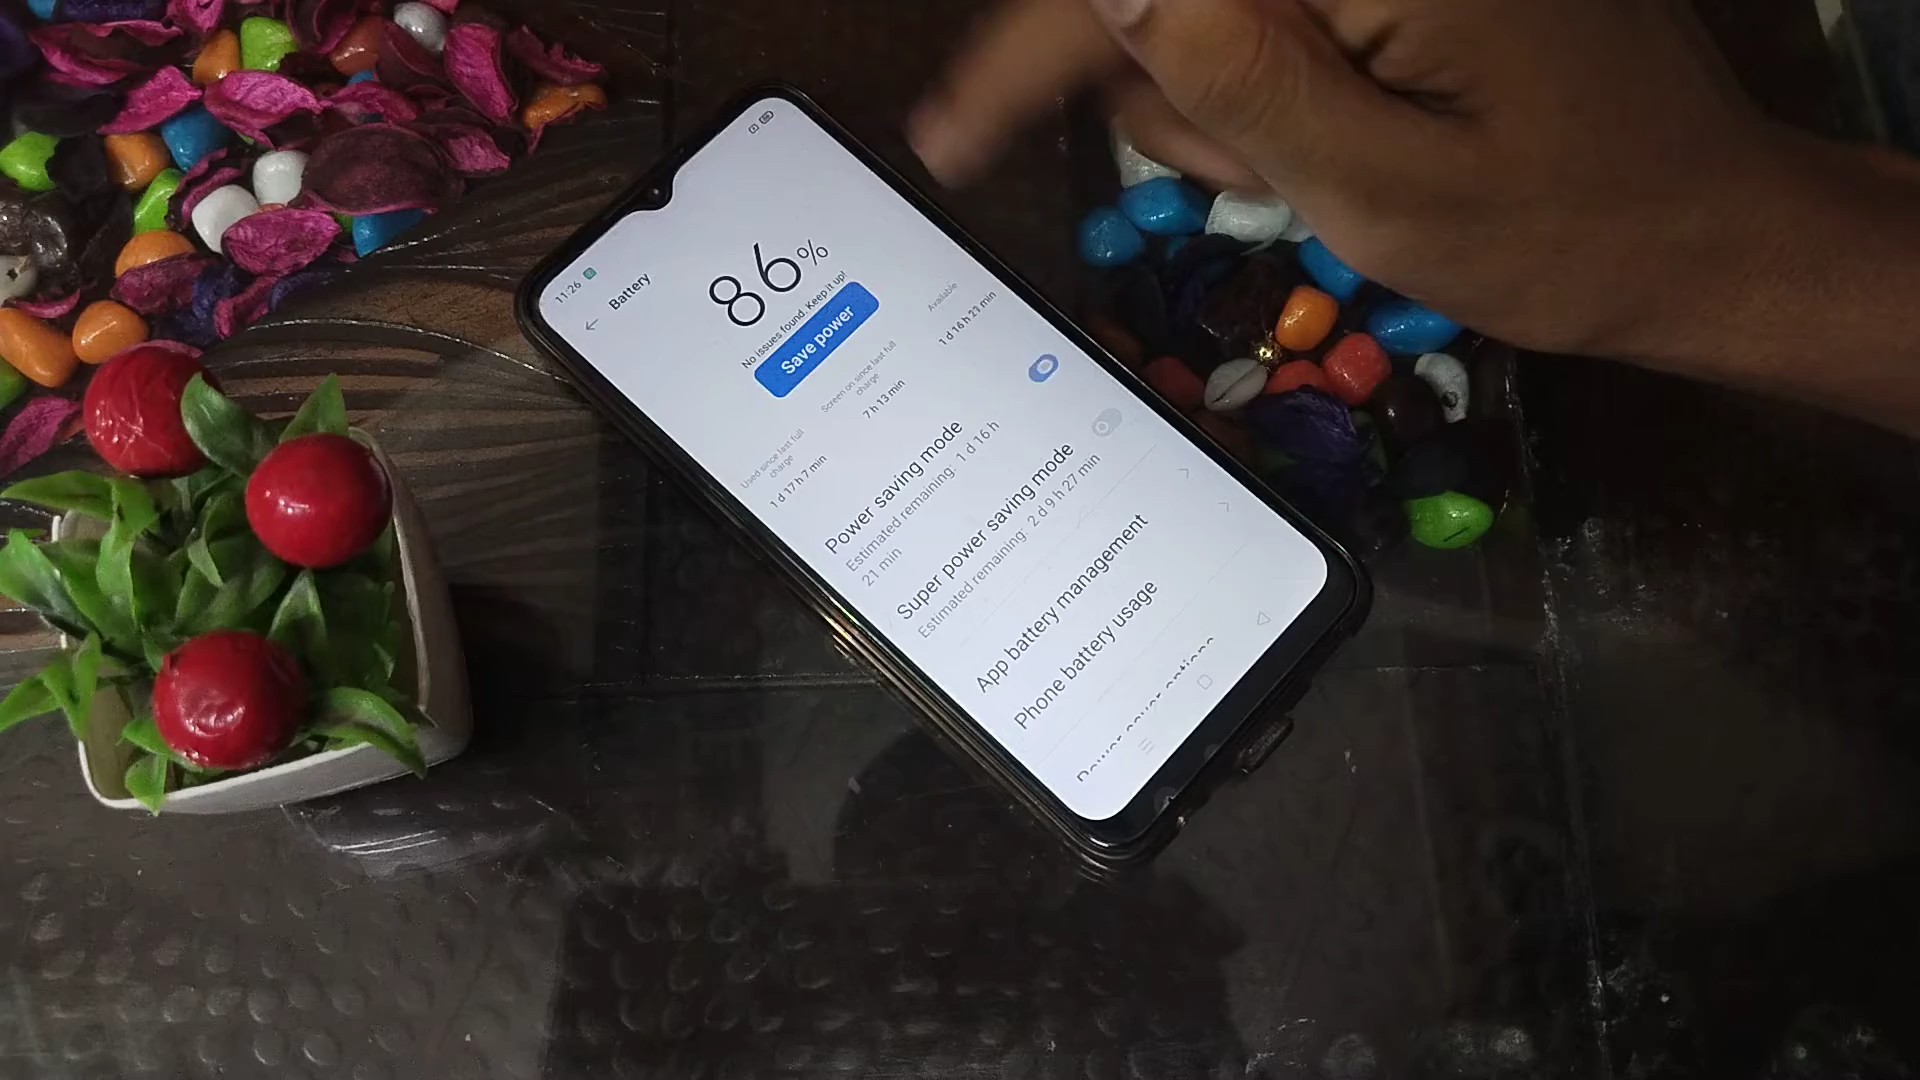 11:26
Battery
86%
No issues found. Keep it up!
Save power
Used since last full
charge
1 d 17 h 7 min
Screen on since last full
charge
7 h 13 min
Available
1 d 16 h 21 min
Power saving mode
Estimated remaining: 1 d 16 h
21 min
Super power saving mode
Estimated remaining: 2 d 9 h 27 min
App battery management
Phone battery usage